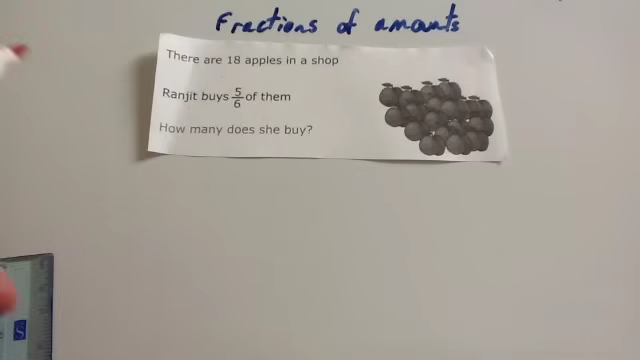 Fractions of amounts
There are 18 apples in a shop
Ranjit buys 5/6 of them
How many does she buy?
S